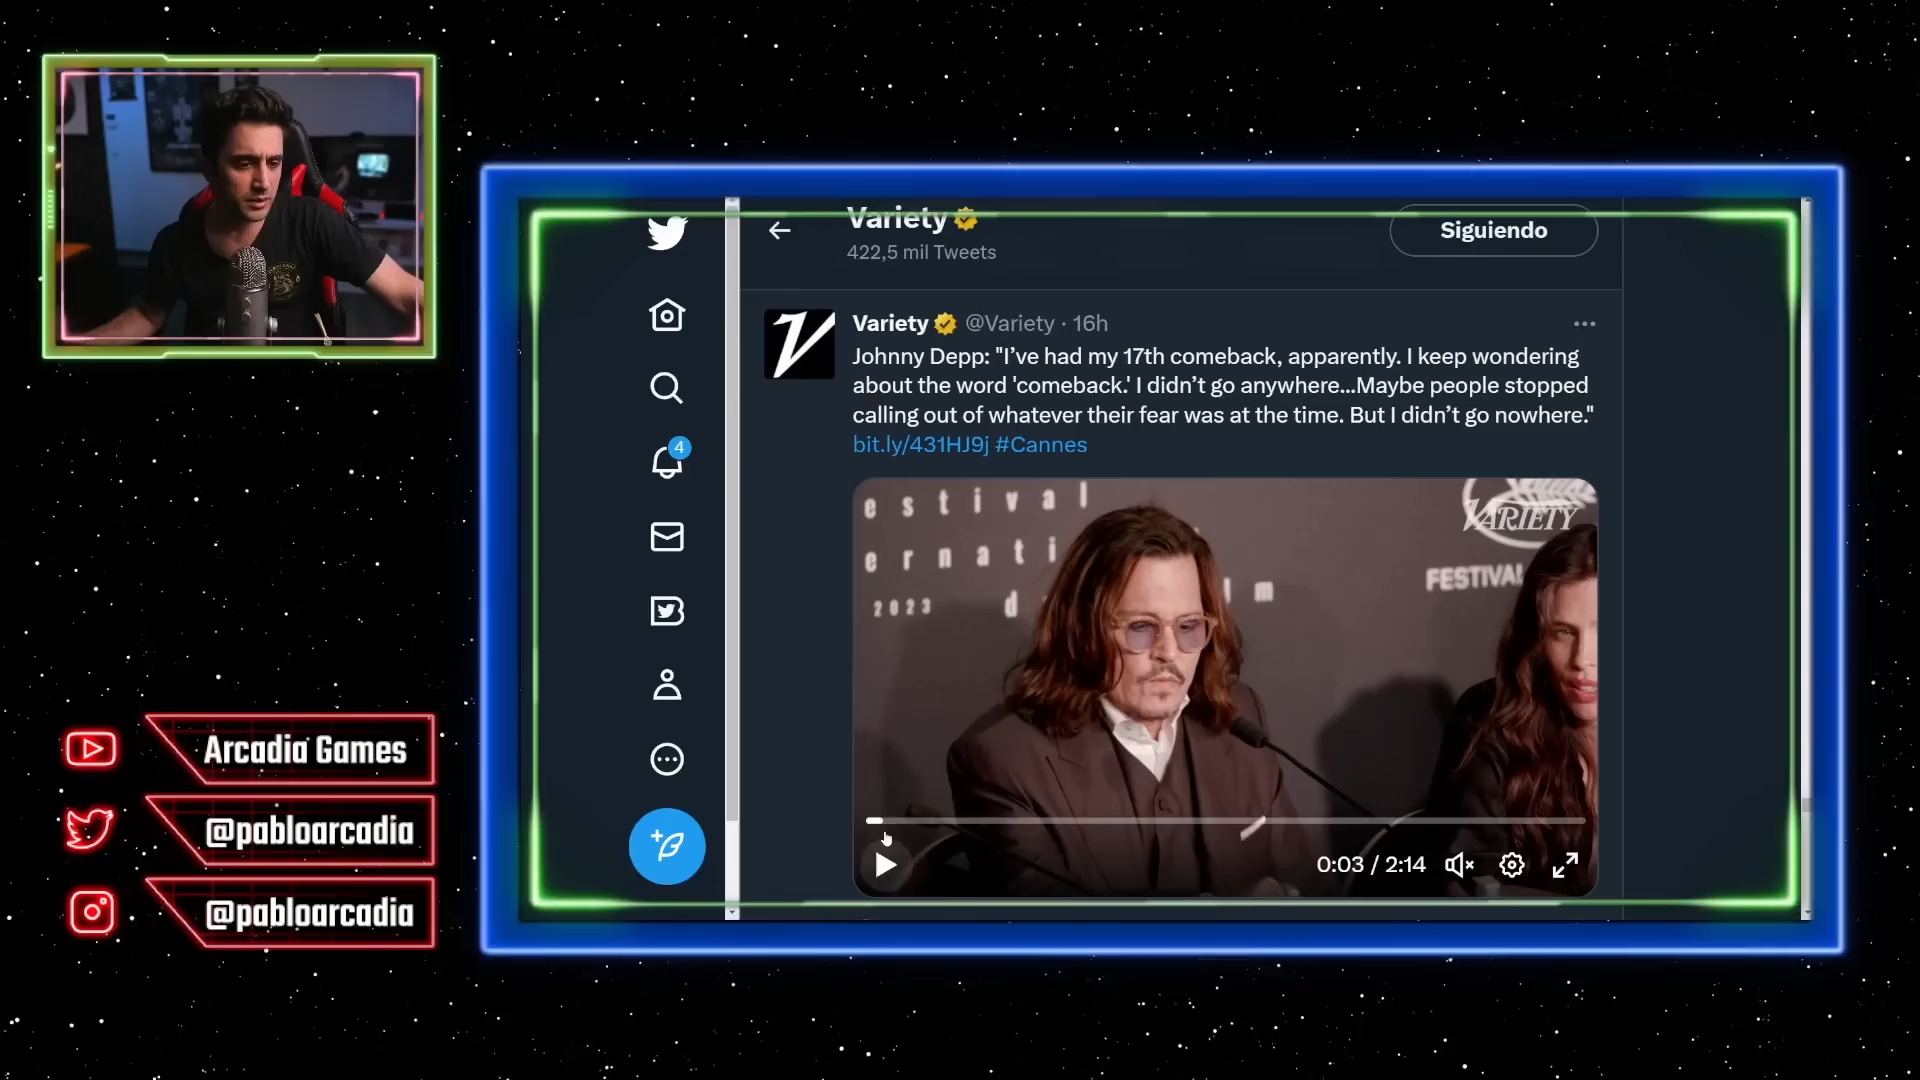 Variety
422,5 mil Tweets
Siguiendo
Variety @Variety · 16h
Johnny Depp: "I’ve had my 17th comeback, apparently. I keep wondering
about the word 'comeback.' I didn’t go anywhere...Maybe people stopped
calling out of whatever their fear was at the time. But I didn’t go nowhere."
bit.ly/431HJ9j #Cannes
4
estival
ernati
2023
d
lm
VARIETY
FESTIVAL
0:03 / 2:14
Arcadia Games
@pabloarcadia
@pabloarcadia